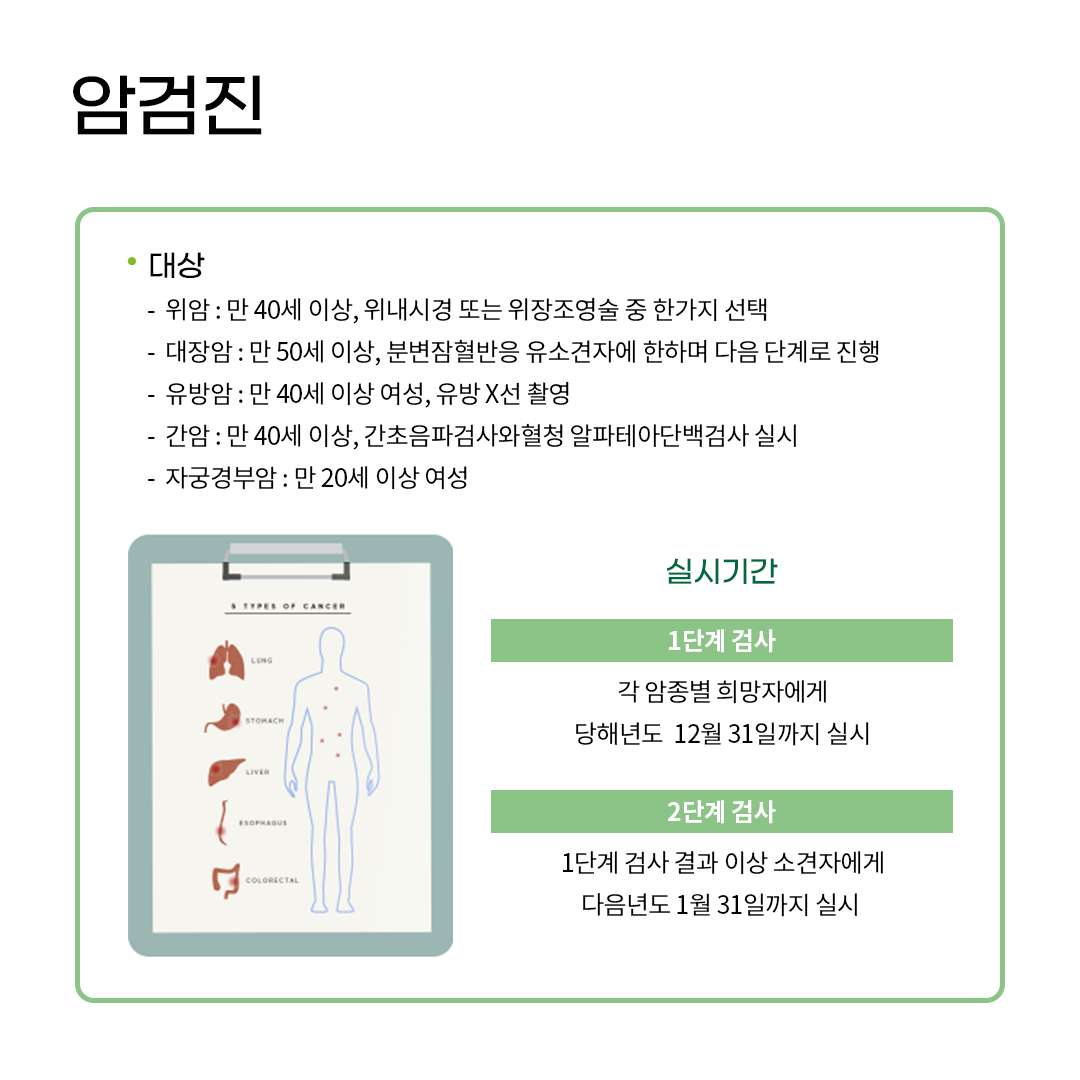 암검진
• 대상
- 위암 : 만 40세 이상, 위내시경 또는 위장조영술 중 한가지 선택
- 대장암 : 만 50세 이상, 분변잠혈반응 유소견자에 한하며 다음 단계로 진행
- 유방암 : 만 40세 이상 여성, 유방 X선 촬영
- 간암 : 만 40세 이상, 간초음파검사와혈청 알파테아단백검사 실시
- 자궁경부암 : 만 20세 이상 여성
5 TYPES OF CANCER
LUNG
STOMACH
LIVER
ESOPHAGUS
COLORECTAL
실시기간
1단계 검사
각 암종별 희망자에게
당해년도 12월 31일까지 실시
2단계 검사
1단계 검사 결과 이상 소견자에게
다음년도 1월 31일까지 실시